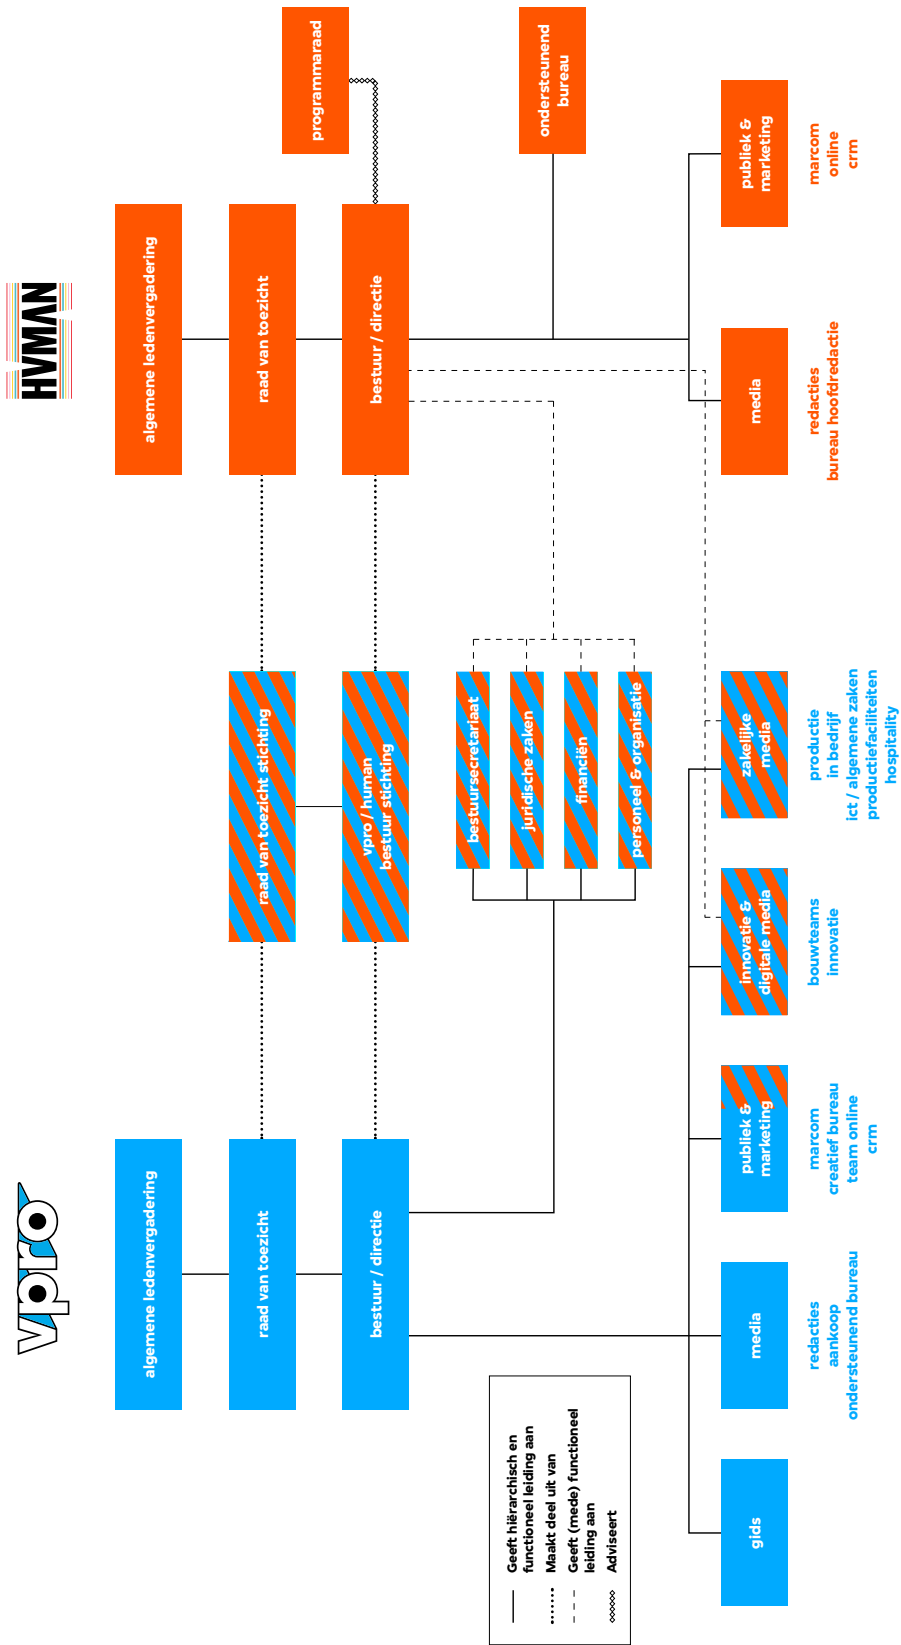 vpro
HVMAN
algemene ledenvergadering
algemene ledenvergadering
raad van toezicht
raad van toezicht stichting
raad van toezicht
programmaraad
bestuur / directie
vpro / human
bestuur stichting
bestuur / directie
Geeft hiërarchisch en
functioneel leiding aan
Maakt deel uit van
Geeft (mede) functioneel
leiding aan
Adviseert
bestuursecretariaat
juridische zaken
financiën
personeel & organisatie
ondersteunend
bureau
gids
media
redacties
aankoop
ondersteunend bureau
publiek &
marketing
marcom
creatief bureau
team online
crm
innovatie &
digitale media
bouwteams
innovatie
zakelijke
media
productie
in bedrijf
ict / algemene zaken
productiefaciliteiten
hospitality
media
redacties
bureau hoofdredactie
publiek &
marketing
marcom
online
crm